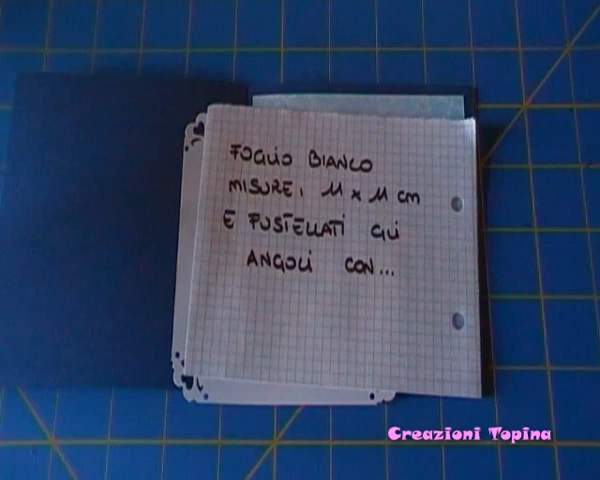 FOGLIO BIANCO
MISURE: 11 x 11 cm
E FUSTELLATI GLI
ANGOLI CON...
Creazioni Topina